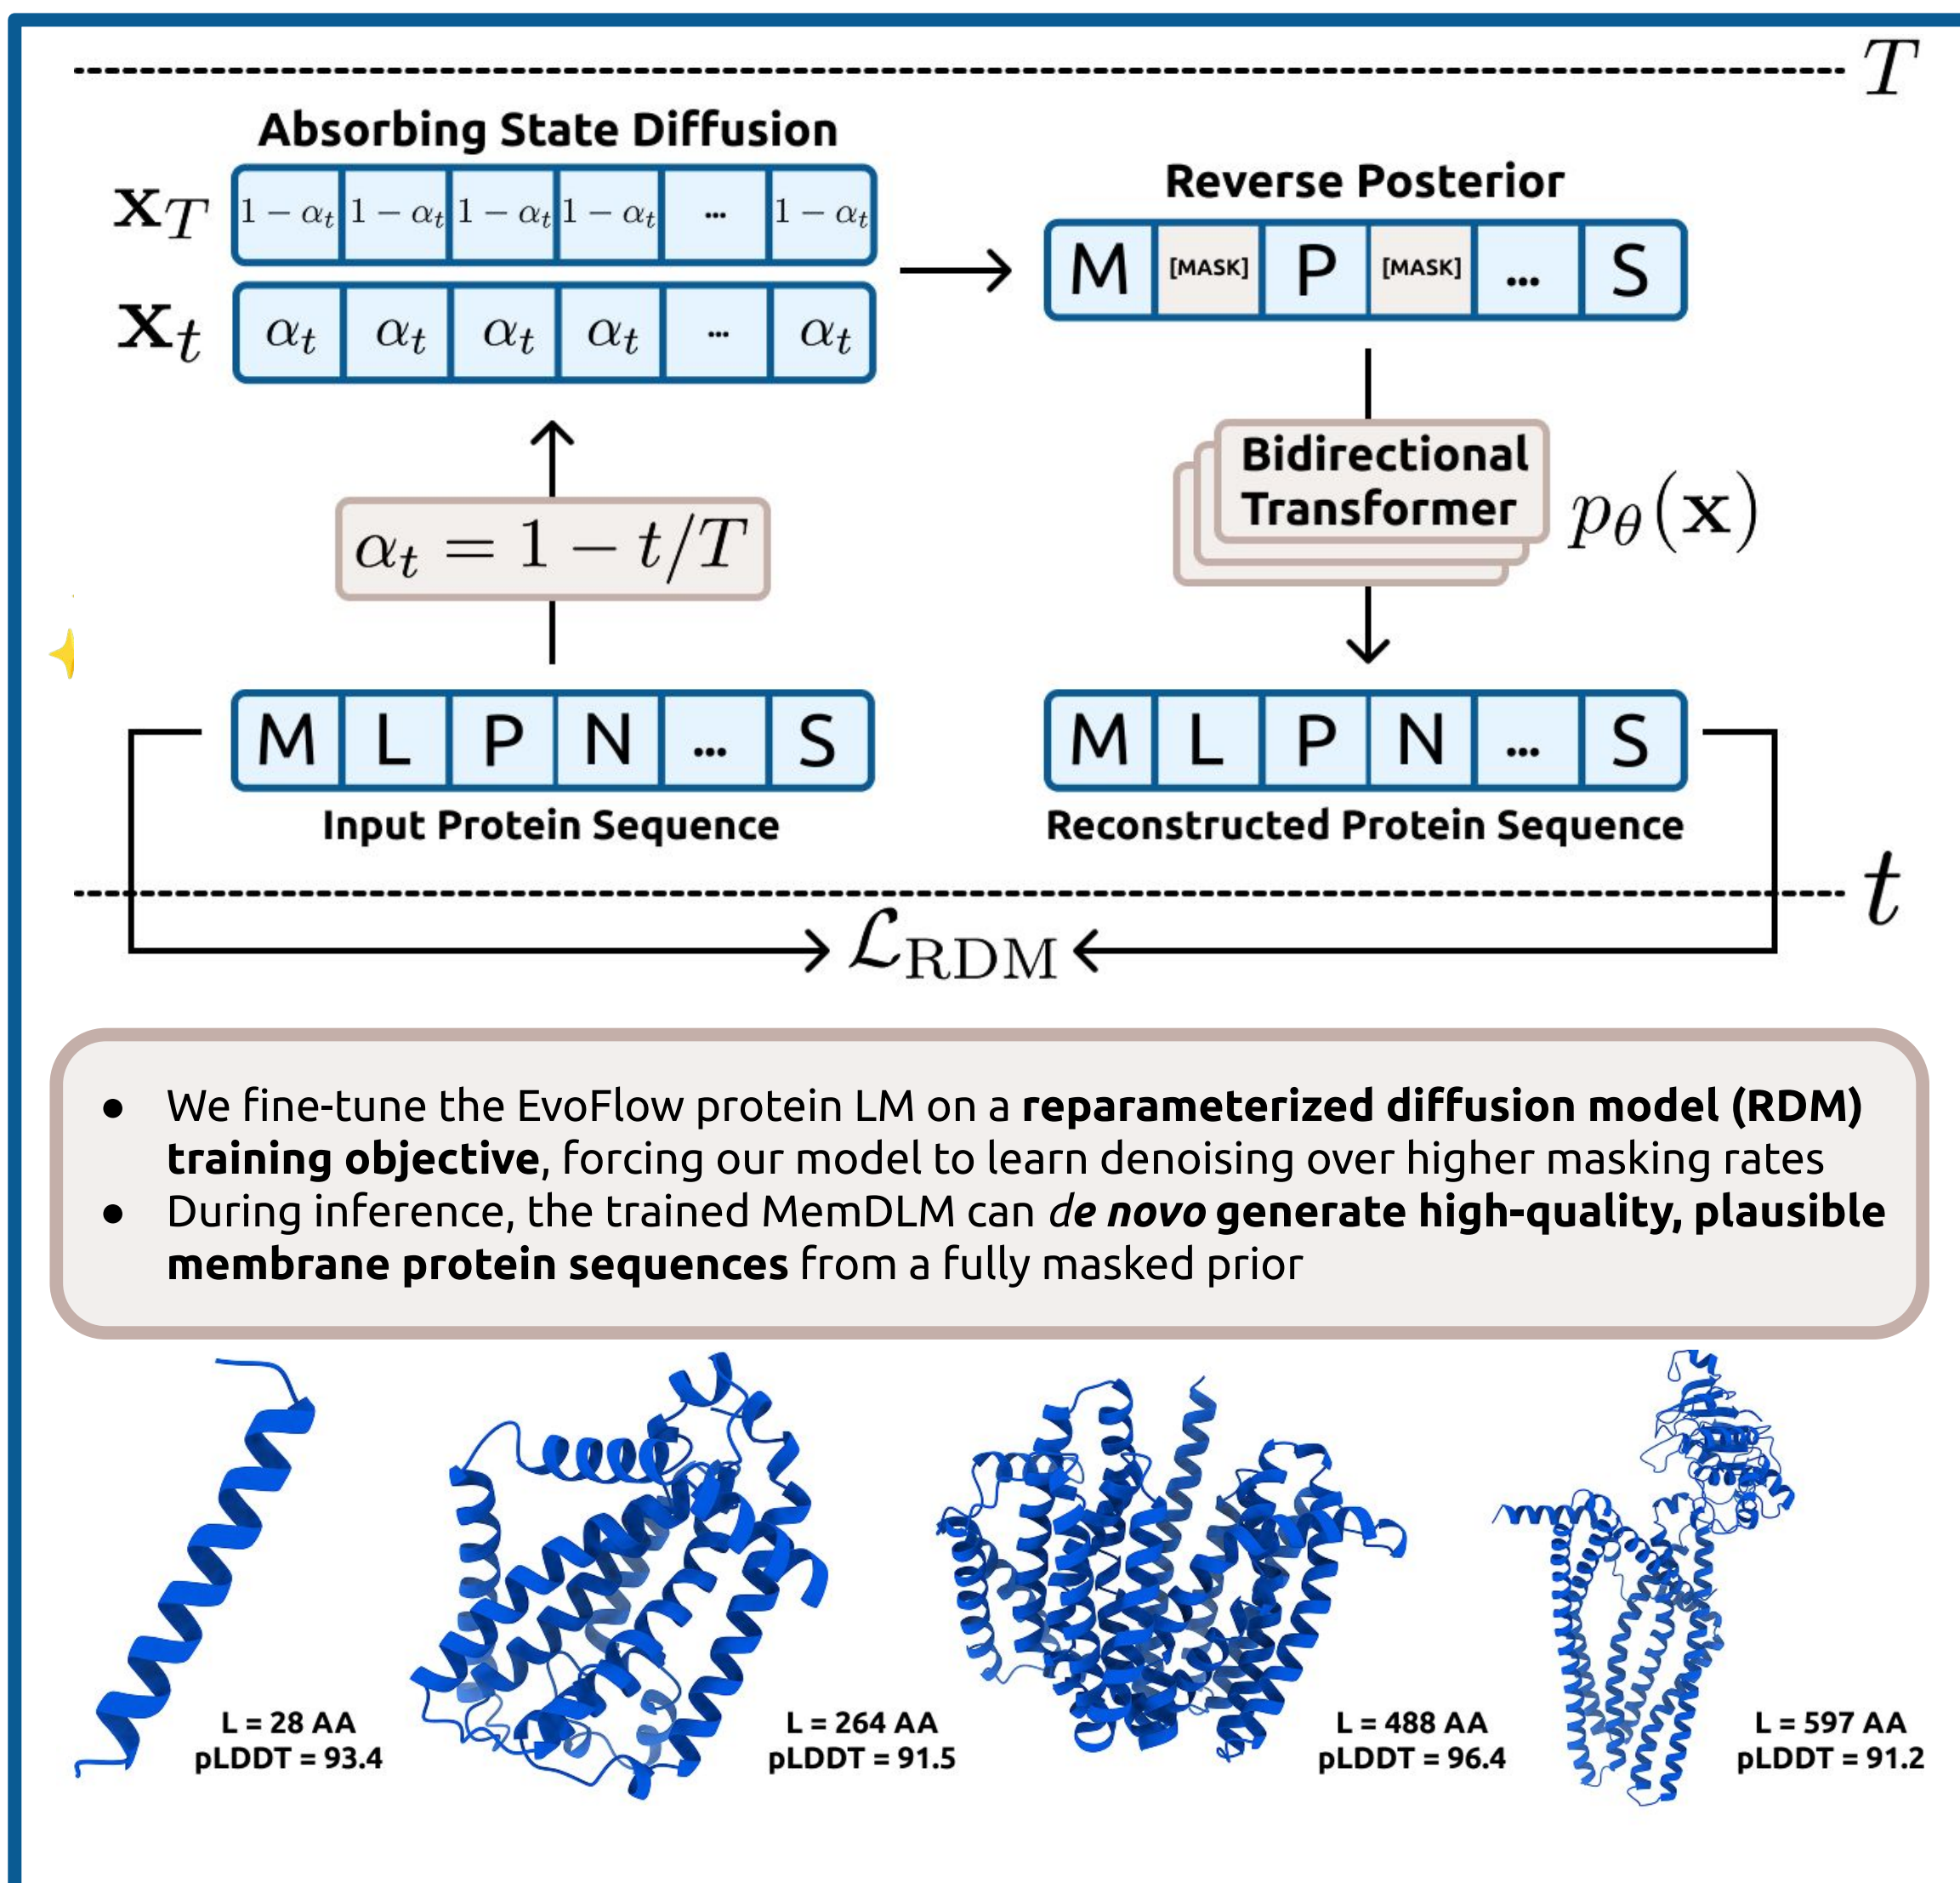 T
Absorbing State Diffusion
x_T 1 − α_t 1 − α_t 1 − α_t 1 − α_t ... 1 − α_t
x_t α_t α_t α_t α_t ... α_t
Reverse Posterior
M [MASK] P [MASK] ... S
α_t = 1 − t/T
Bidirectional
Transformer
p_θ(x)
M L P N ... S
Input Protein Sequence
M L P N ... S
Reconstructed Protein Sequence
t
ℒ_RDM
● We fine-tune the EvoFlow protein LM on a reparameterized diffusion model (RDM)
training objective, forcing our model to learn denoising over higher masking rates
● During inference, the trained MemDLM can de novo generate high-quality, plausible
membrane protein sequences from a fully masked prior
L = 28 AA
pLDDT = 93.4
L = 264 AA
pLDDT = 91.5
L = 488 AA
pLDDT = 96.4
L = 597 AA
pLDDT = 91.2